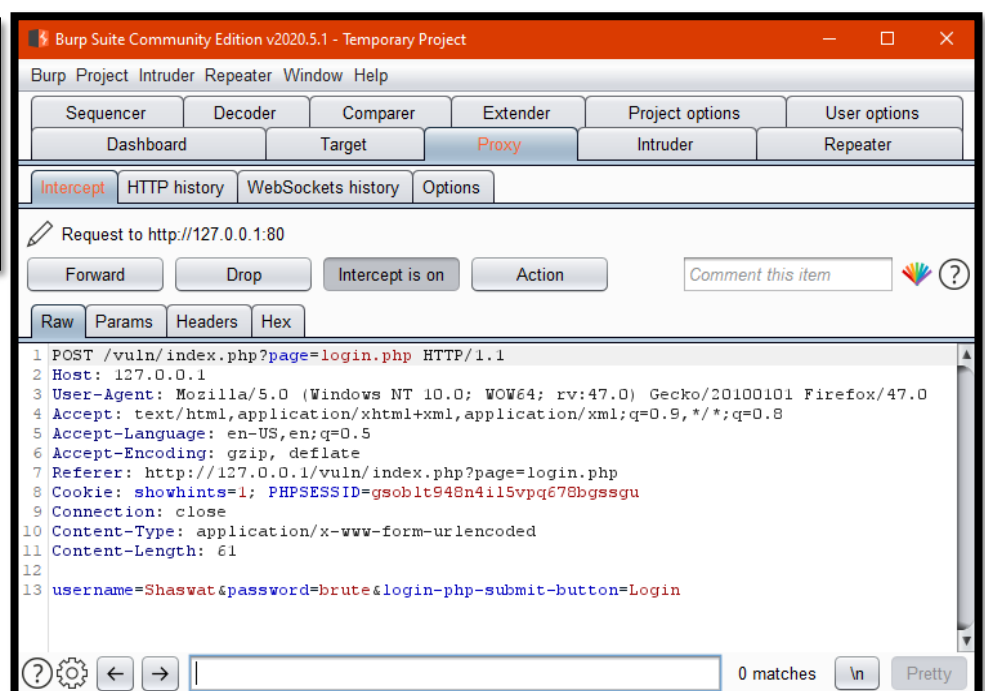 Burp Suite Community Edition v2020.5.1 - Temporary Project
Burp Project Intruder Repeater Window Help
Sequencer Decoder Comparer Extender Project options User options
Dashboard Target Proxy Intruder Repeater
Intercept HTTP history WebSockets history Options
Request to http://127.0.0.1:80
Forward Drop Intercept is on Action Comment this item ?
Raw Params Headers Hex
1 POST /vuln/index.php?page=login.php HTTP/1.1
2 Host: 127.0.0.1
3 User-Agent: Mozilla/5.0 (Windows NT 10.0; WOW64; rv:47.0) Gecko/20100101 Firefox/47.0
4 Accept: text/html,application/xhtml+xml,application/xml;q=0.9,*/*;q=0.8
5 Accept-Language: en-US,en;q=0.5
6 Accept-Encoding: gzip, deflate
7 Referer: http://127.0.0.1/vuln/index.php?page=login.php
8 Cookie: showhints=1; PHPSESSID=gsoblt948n4il5vpq678bgssgu
9 Connection: close
10 Content-Type: application/x-www-form-urlencoded
11 Content-Length: 61
12
13 username=Shaswat&password=brute&login-php-submit-button=Login
? 0 matches \n Pretty